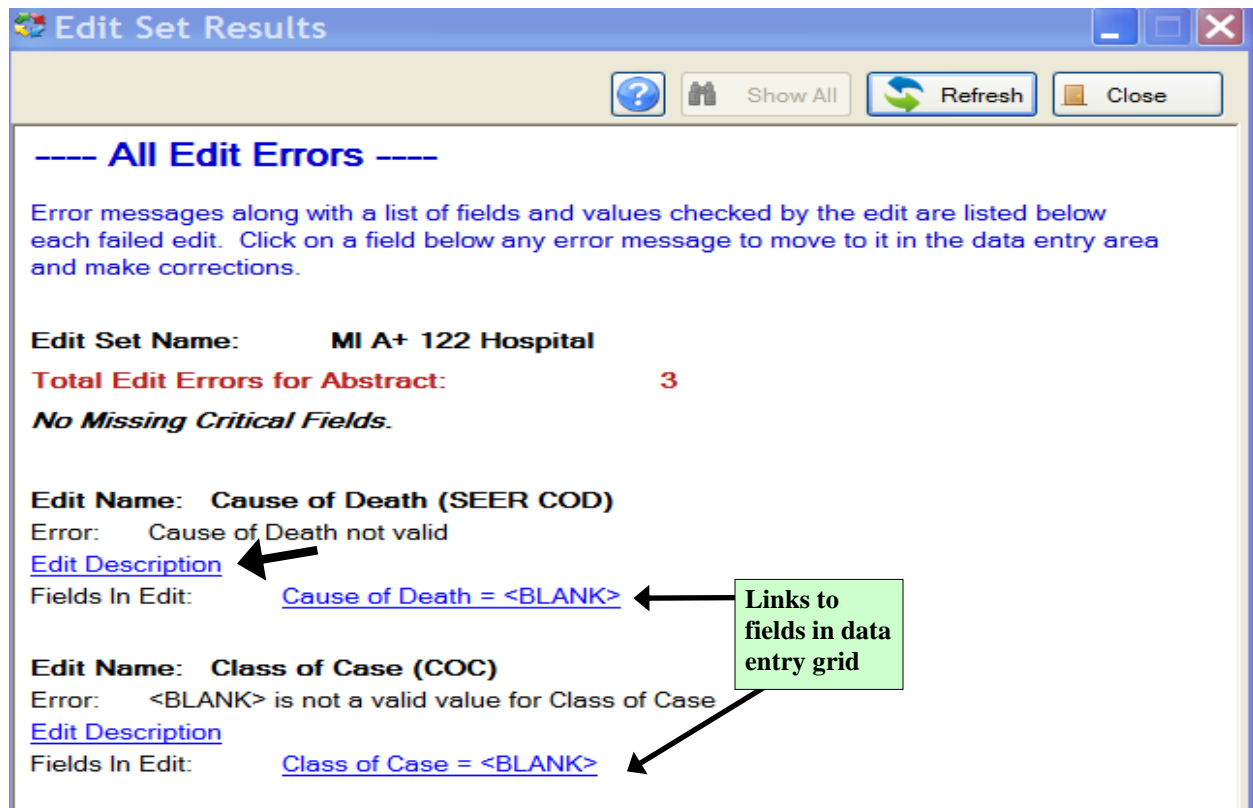 Edit Set Results
Show All Refresh Close
---- All Edit Errors ----
Error messages along with a list of fields and values checked by the edit are listed below
each failed edit. Click on a field below any error message to move to it in the data entry area
and make corrections.
Edit Set Name: MI A+ 122 Hospital
Total Edit Errors for Abstract: 3
No Missing Critical Fields.
Edit Name: Cause of Death (SEER COD)
Error: Cause of Death not valid
Edit Description
Fields In Edit: Cause of Death = <BLANK>
Links to
fields in data
entry grid
Edit Name: Class of Case (COC)
Error: <BLANK> is not a valid value for Class of Case
Edit Description
Fields In Edit: Class of Case = <BLANK>